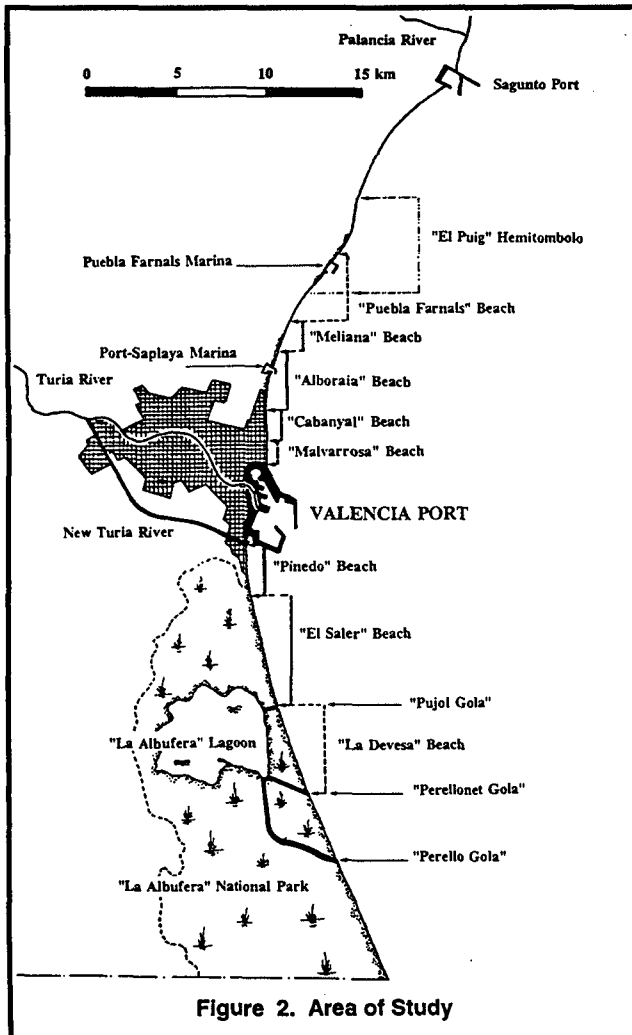 Palancia River
0 5 10 15 km
Sagunto Port
"El Puig" Hemitombolo
Puebla Farnals Marina
"Puebla Farnals" Beach
"Meliana" Beach
Port-Saplaya Marina
Turia River
"Alboraia" Beach
"Cabanyal" Beach
"Malvarrosa" Beach
VALENCIA PORT
New Turia River
"Pinedo" Beach
"El Saler" Beach
"Pujol Gola"
"La Albufera" Lagoon
"La Devesa" Beach
"Perellonet Gola"
"Perello Gola"
"La Albufera" National Park
Figure 2. Area of Study